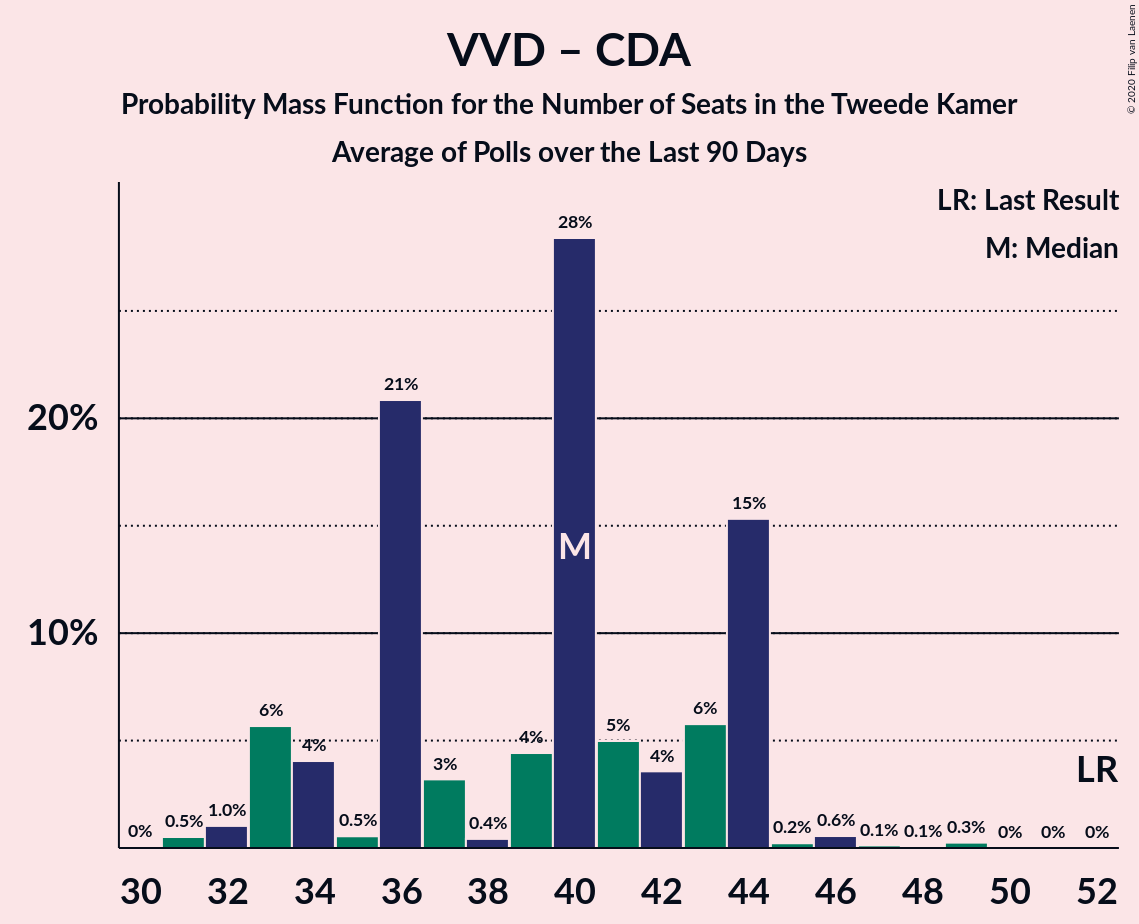 VVD – CDA
Probability Mass Function for the Number of Seats in the Tweede Kamer
Average of Polls over the Last 90 Days
© 2020 Filip van Laenen
LR: Last Result
M: Median
20%
10%
0%
0.5%
1.0%
6%
4%
0.5%
21%
3%
0.4%
4%
28%
M
5%
4%
6%
15%
0.2%
0.6%
0.1%
0.1%
0.3%
0%
0%
0%
LR
30 32 34 36 38 40 42 44 46 48 50 52